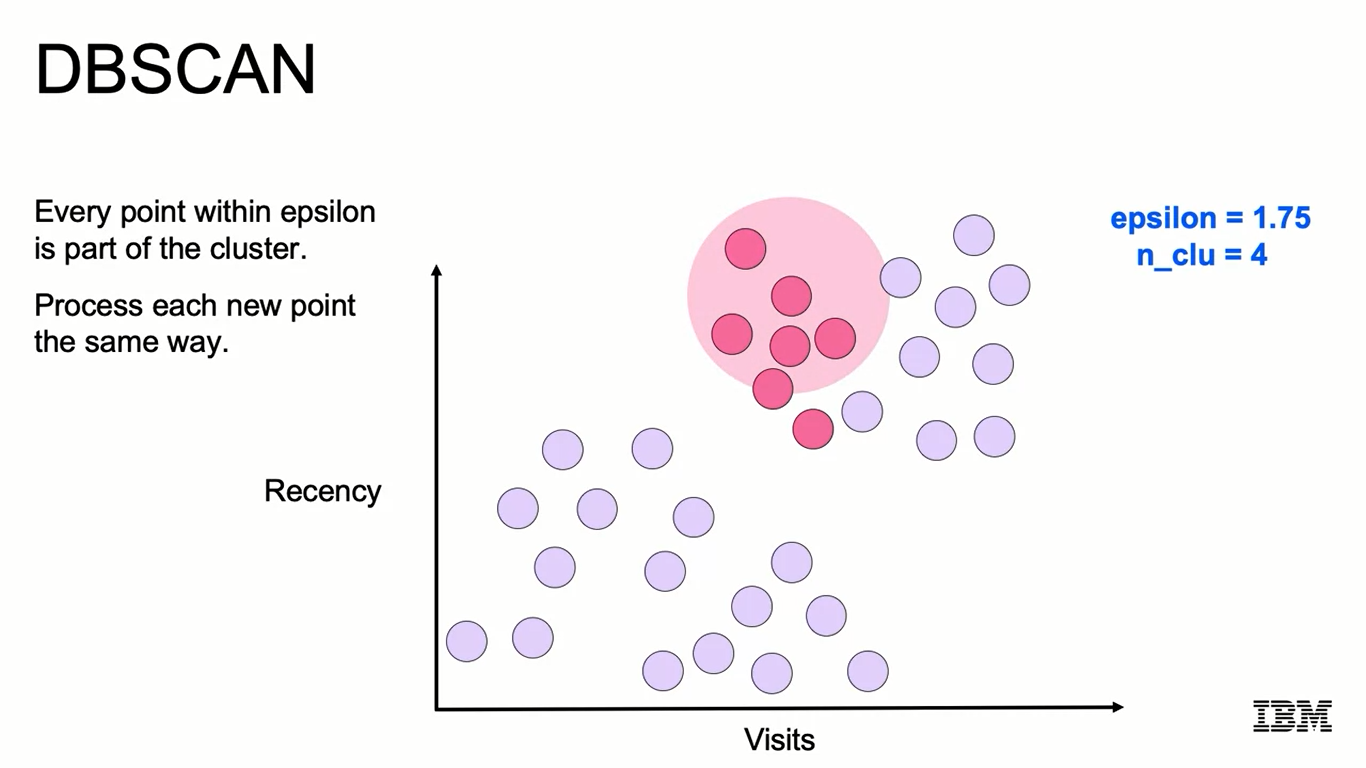 DBSCAN
Every point within epsilon
is part of the cluster.
Process each new point
the same way.
epsilon = 1.75
n_clu = 4
Recency
Visits
IBM